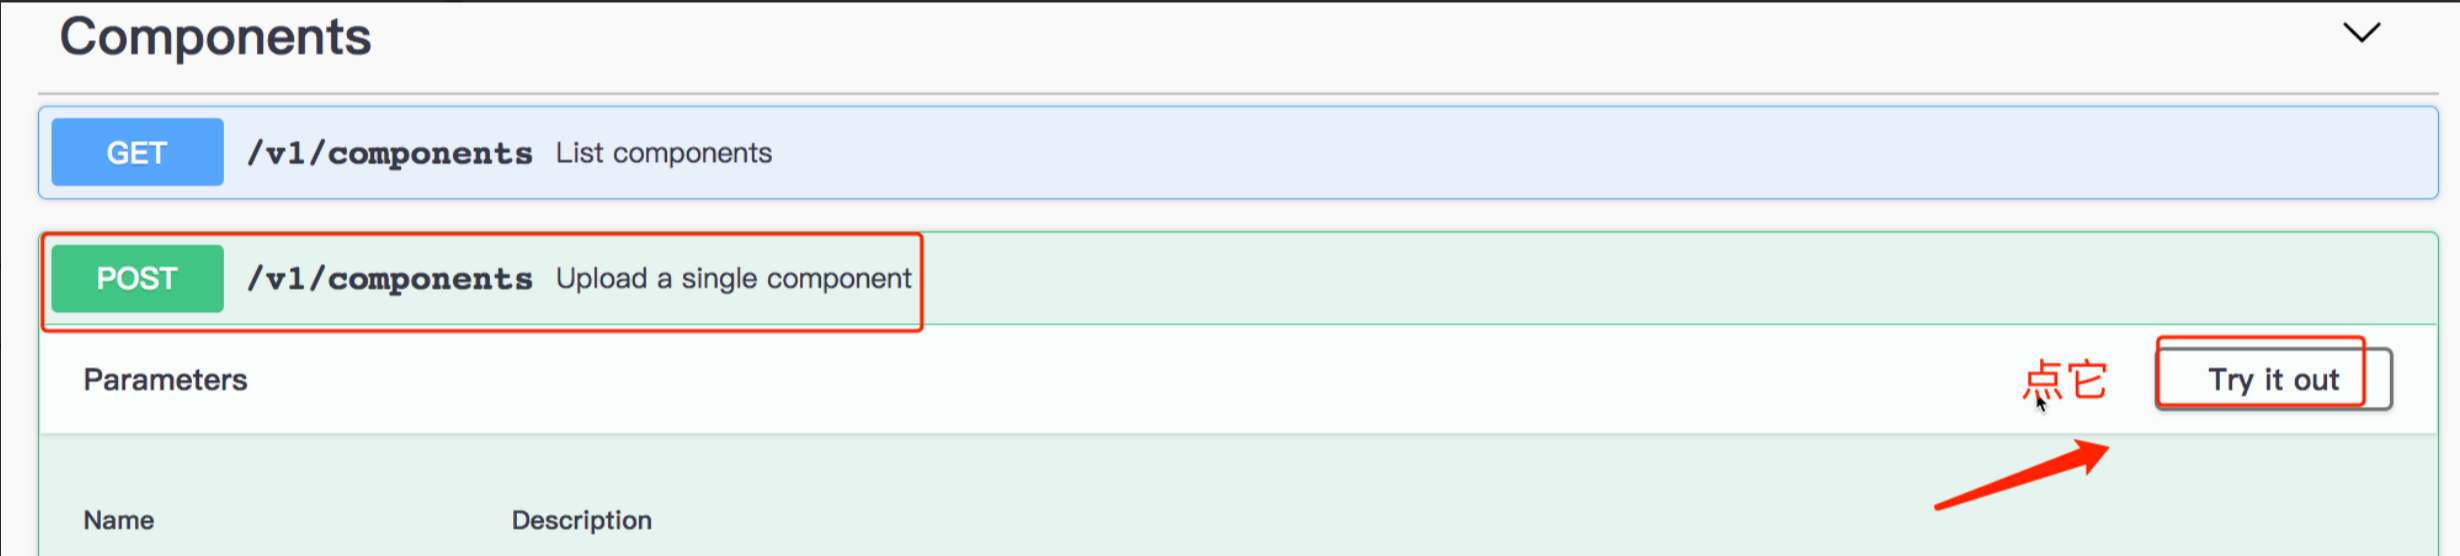 Components
GET /v1/components List components
POST /v1/components Upload a single component
Parameters 点它 Try it out
Name Description